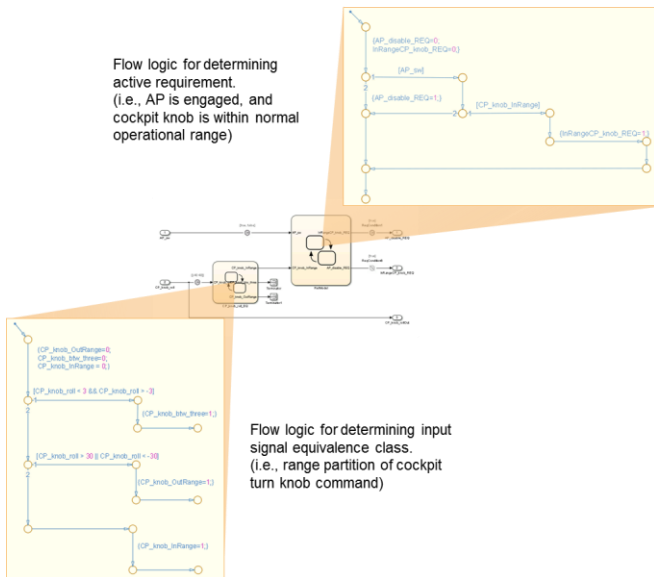 Flow logic for determining
active requirement.
(i.e., AP is engaged, and
cockpit knob is within normal
operational range)
{AP_disable_REQ=0;
InRangeCP_knob_REQ=0;}
1
[AP_sw]
2
{AP_disable_REQ=1;}
2
1
[CP_knob_InRange]
{InRangeCP_knob_REQ=1;}
AP_sw
CP_knob_InRange
AP_disable_REQ
{CP_knob_OutRange=0;
CP_knob_btw_three=0;
CP_knob_InRange = 0;}
[CP_knob_roll < 3 && CP_knob_roll > -3]
1
2
{CP_knob_btw_three=1;}
[CP_knob_roll > 30 || CP_knob_roll < -30]
1
2
{CP_knob_OutRange=1;}
{CP_knob_InRange=1;}
Flow logic for determining input
signal equivalence class.
(i.e., range partition of cockpit
turn knob command)